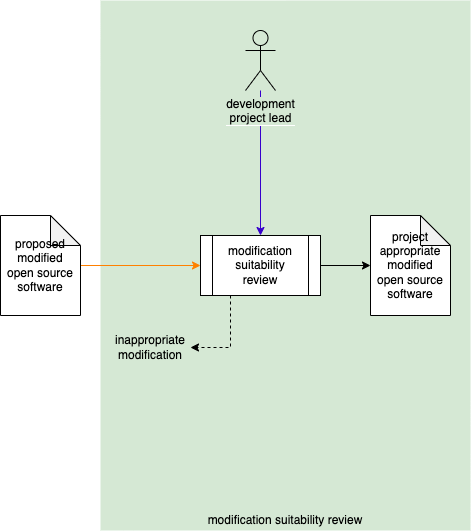 development
project lead
proposed
modified
open source
software
modification
suitability
review
project
appropriate
modified
open source
software
inappropriate
modification
modification suitability review